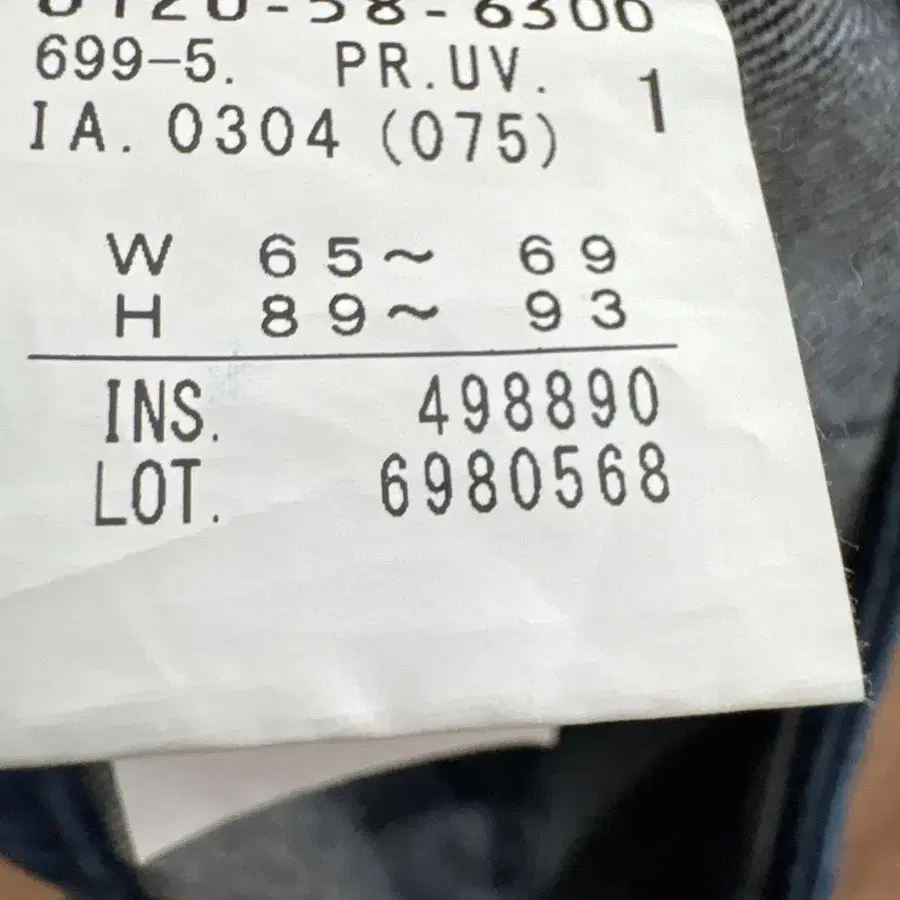 699-5. PR.UV. 1
IA. 0304 (075)
W 65~ 69
H 89~ 93
INS. 498890
LOT. 6980568